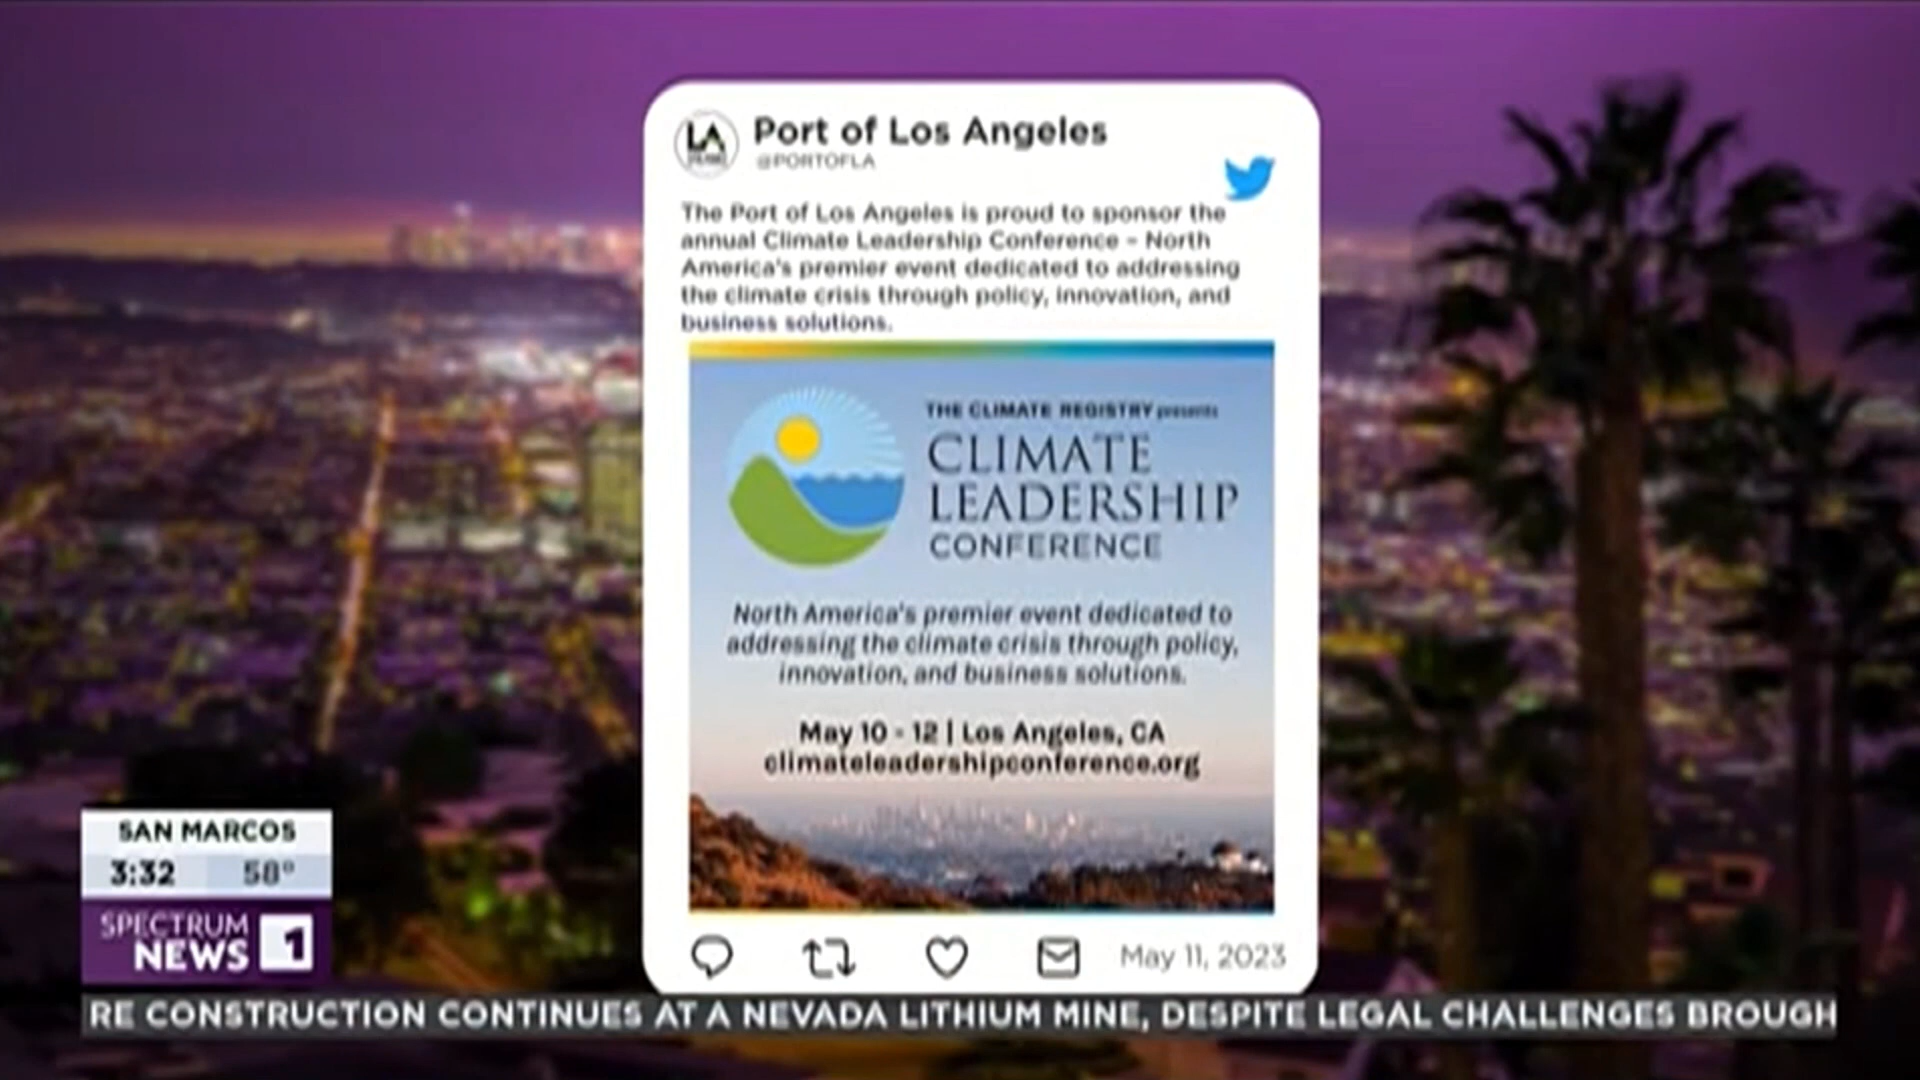 LA
Port of Los Angeles
@PORTOFLA
The Port of Los Angeles is proud to sponsor the
annual Climate Leadership Conference - North
America's premier event dedicated to addressing
the climate crisis through policy, innovation, and
business solutions.
THE CLIMATE REGISTRY presents
CLIMATE
LEADERSHIP
CONFERENCE
North America's premier event dedicated to
addressing the climate crisis through policy,
innovation, and business solutions.
May 10 - 12 | Los Angeles, CA
climateleadershipconference.org
May 11, 2023
SAN MARCOS
3:32 58°
SPECTRUM
NEWS 1
RE CONSTRUCTION CONTINUES AT A NEVADA LITHIUM MINE, DESPITE LEGAL CHALLENGES BROUGH